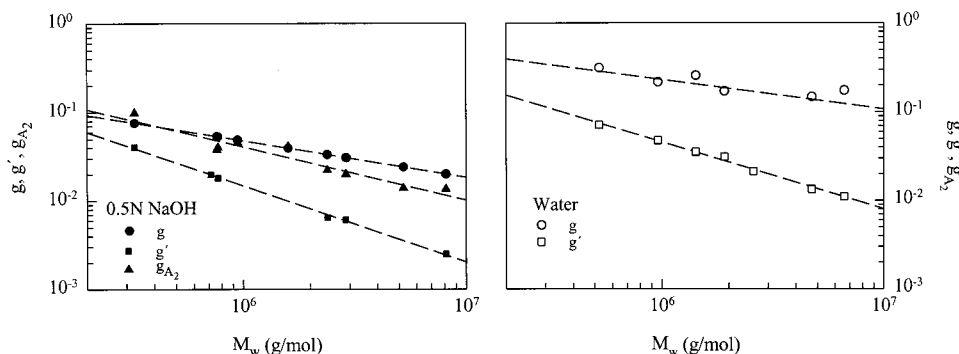 10^0
10^-1
10^-2
10^-3
g, g´, g_A2
0.5N NaOH
g
g´
g_A2
10^6
10^7
M_w (g/mol)
Water
g
g´
10^6
10^7
M_w (g/mol)
10^0
10^-1
10^-2
10^-3
g, g´, g_A2